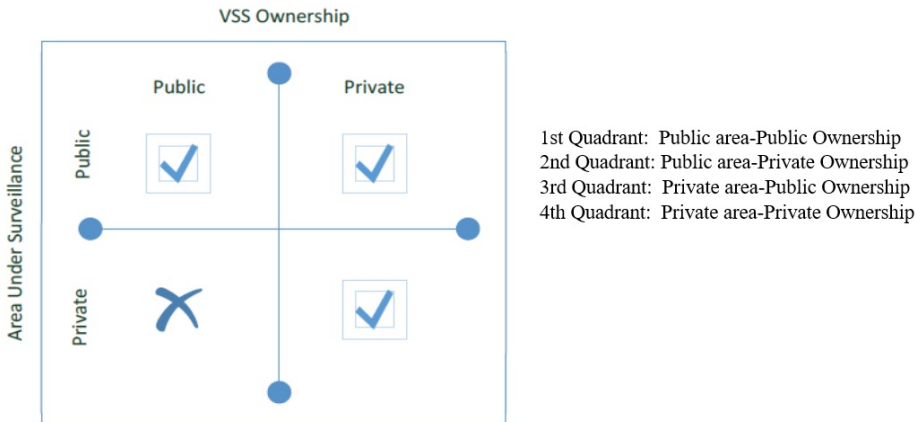 VSS Ownership
Public
Private
Area Under Surveillance
Public
Private
1st Quadrant: Public area-Public Ownership
2nd Quadrant: Public area-Private Ownership
3rd Quadrant: Private area-Public Ownership
4th Quadrant: Private area-Private Ownership